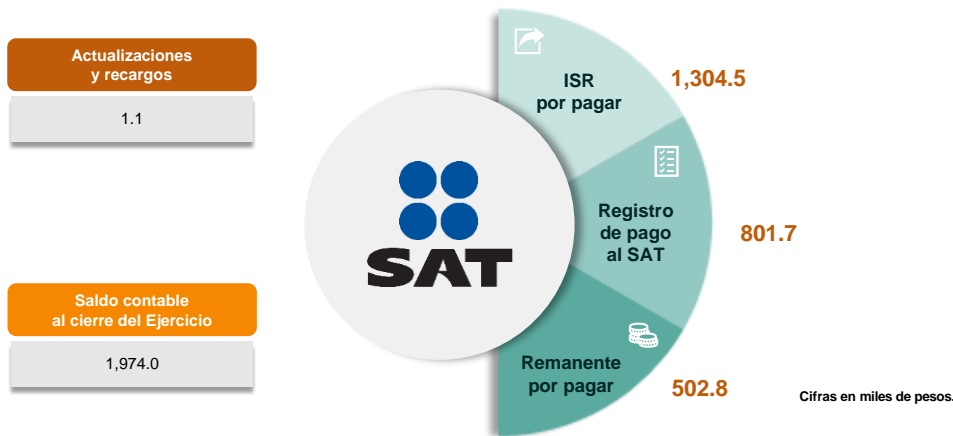 Actualizaciones
y recargos
1.1
Saldo contable
al cierre del Ejercicio
1,974.0
SAT
ISR
por pagar
1,304.5
Registro
de pago
al SAT
801.7
Remanente
por pagar
502.8
Cifras en miles de pesos.